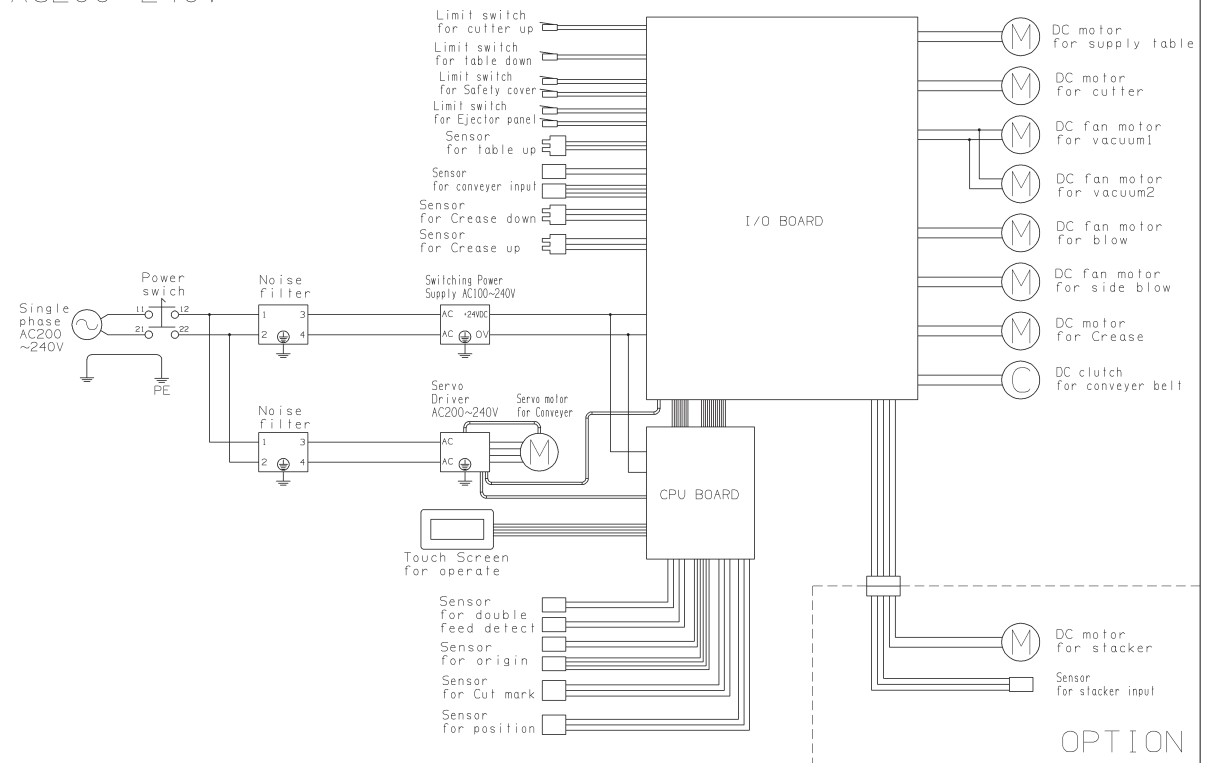 Limit switch
for cutter up
Limit switch
for table down
Limit switch
for Safety cover
Limit switch
for Ejector panel
Sensor
for table up
Sensor
for conveyer input
Sensor
for Crease down
Sensor
for Crease up
I/O BOARD
M
DC motor
for supply table
M
DC motor
for cutter
M
DC fan motor
for vacuum1
M
DC fan motor
for vacuum2
M
DC fan motor
for blow
M
DC fan motor
for side blow
M
DC motor
for Crease
C
DC clutch
for conveyer belt
Single
phase
AC200
~240V
Power
swich
11 12
21 22
PE
Noise
filter
1 3
2 4
Switching Power
Supply AC100~240V
AC +24VDC
AC 0V
Noise
filter
1 3
2 4
Servo
Driver
AC200~240V
AC
AC
Servo motor
for Conveyer
M
CPU BOARD
Touch Screen
for operate
Sensor
for double
feed detect
Sensor
for origin
Sensor
for Cut mark
Sensor
for position
M
DC motor
for stacker
Sensor
for stacker input
OPTION